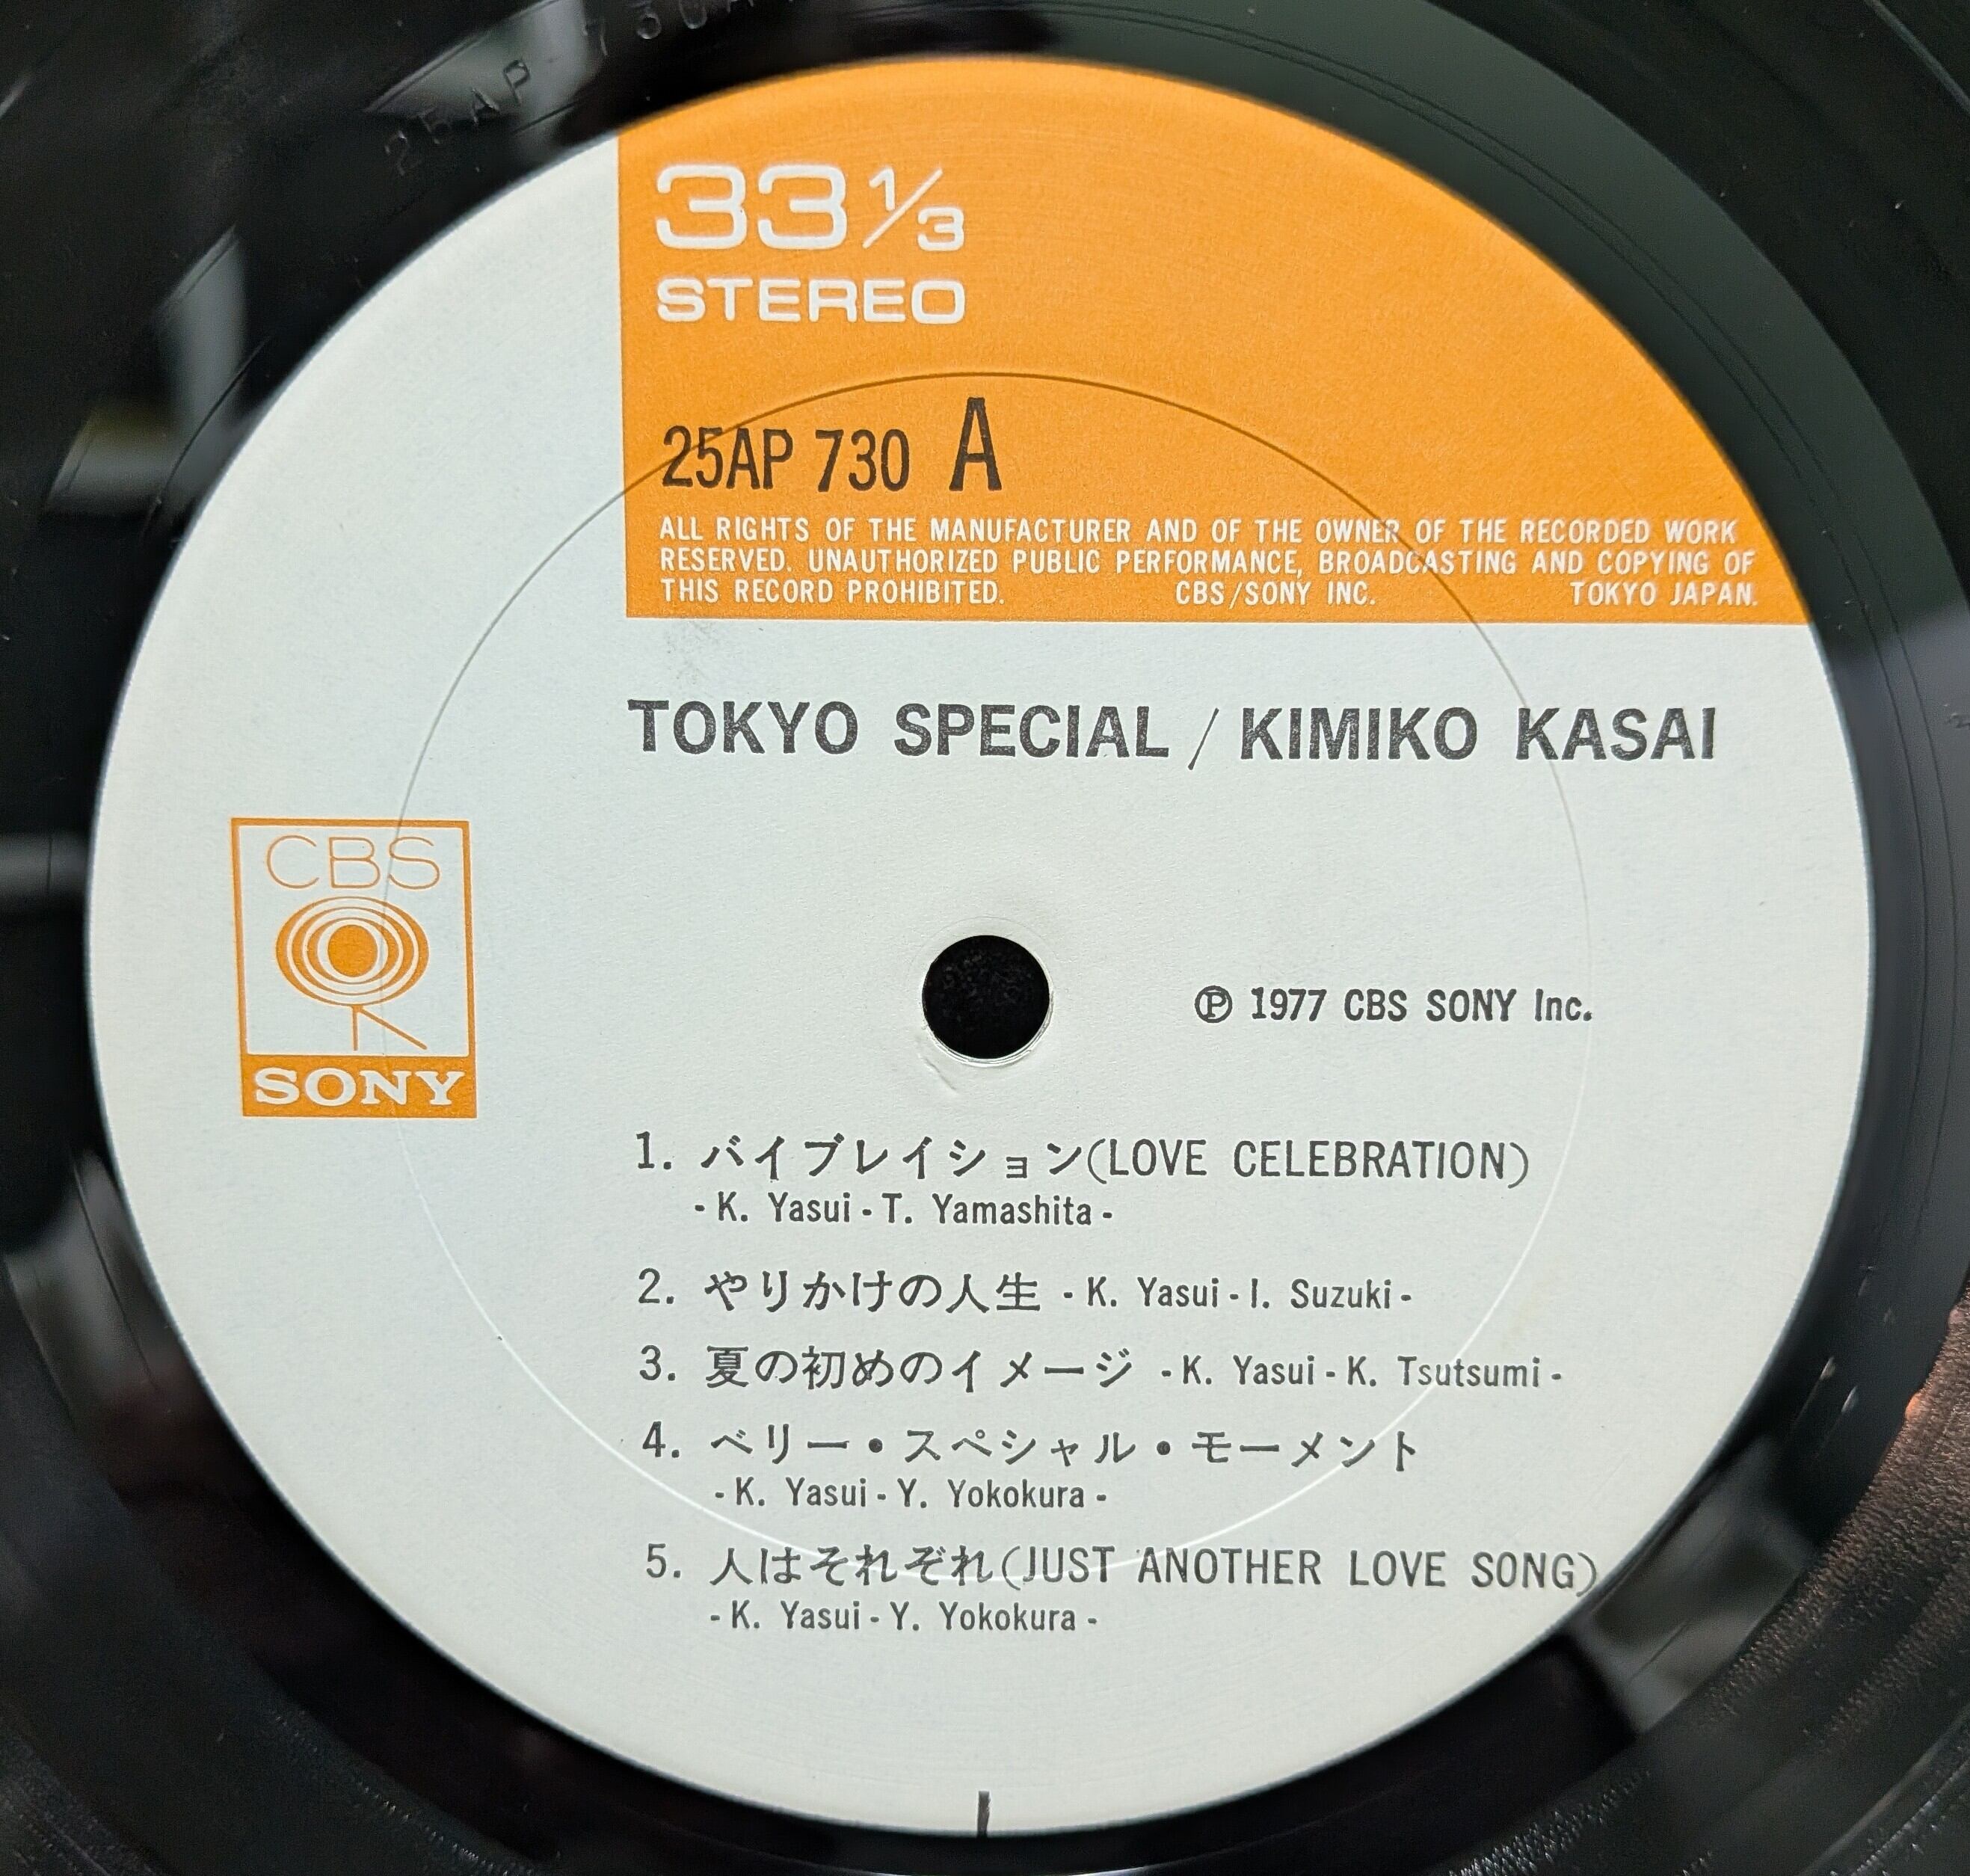 25AP 730
33 1/3
STEREO
25AP 730 A
ALL RIGHTS OF THE MANUFACTURER AND OF THE OWNER OF THE RECORDED WORK
RESERVED. UNAUTHORIZED PUBLIC PERFORMANCE, BROADCASTING AND COPYING OF
THIS RECORD PROHIBITED. CBS/SONY INC. TOKYO JAPAN.
TOKYO SPECIAL / KIMIKO KASAI
CBS
SONY
Ⓟ 1977 CBS SONY Inc.
1. バイブレイション(LOVE CELEBRATION)
- K. Yasui - T. Yamashita -
2. やりかけの人生 - K. Yasui - I. Suzuki -
3. 夏の初めのイメージ - K. Yasui - K. Tsutsumi -
4. ベリー・スペシャル・モーメント
- K. Yasui - Y. Yokokura -
5. 人はそれぞれ(JUST ANOTHER LOVE SONG)
- K. Yasui - Y. Yokokura -